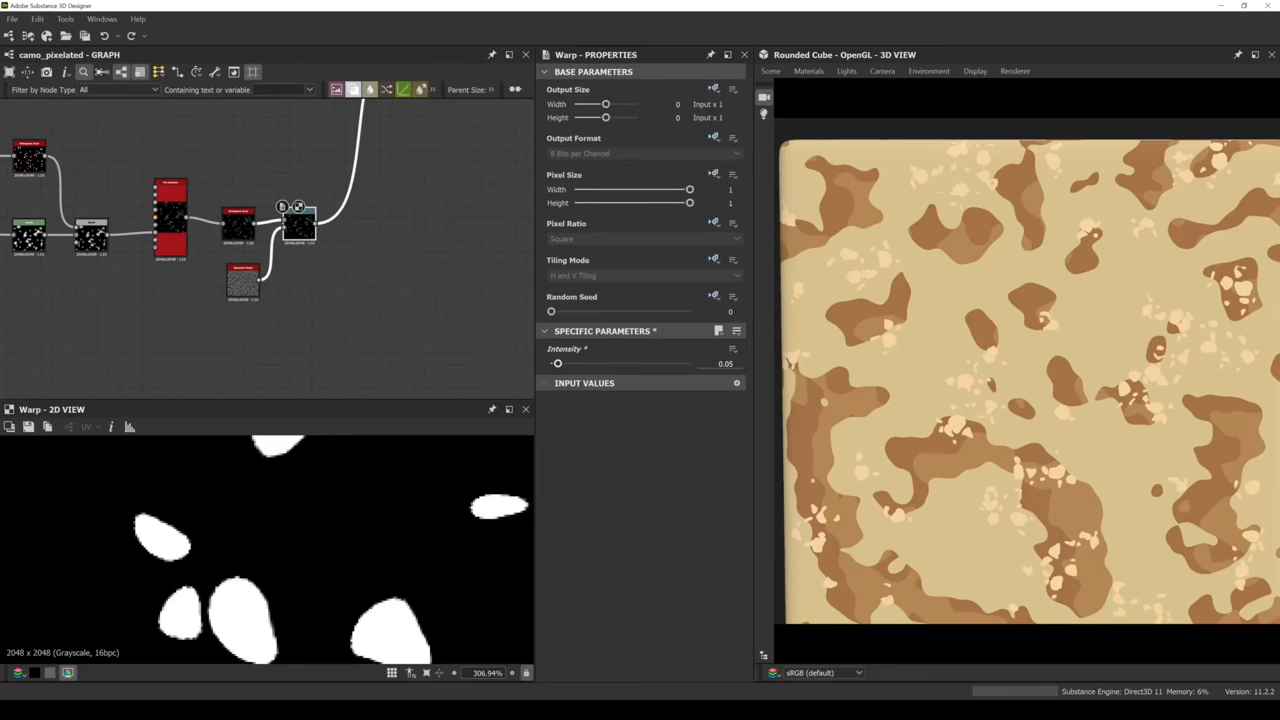 Adobe Substance 3D Designer
File Edit Tools Windows Help
camo_pixelated - GRAPH
Filter by Node Type All Containing text or variable Parent Size: »
Warp - PROPERTIES
BASE PARAMETERS
Output Size
Width 0 Input x 1
Height 0 Input x 1
Output Format
8 Bits per Channel
Pixel Size
Width 1
Height 1
Pixel Ratio
Square
Tiling Mode
H and V Tiling
Random Seed
0
SPECIFIC PARAMETERS *
Intensity *
0.05
INPUT VALUES
Rounded Cube - OpenGL - 3D VIEW
Scene Materials Lights Camera Environment Display Renderer
Warp - 2D VIEW
UV
2048 x 2048 (Grayscale, 16bpc)
306.94%
sRGB (default)
Substance Engine: Direct3D 11 Memory: 6% Version: 11.2.2